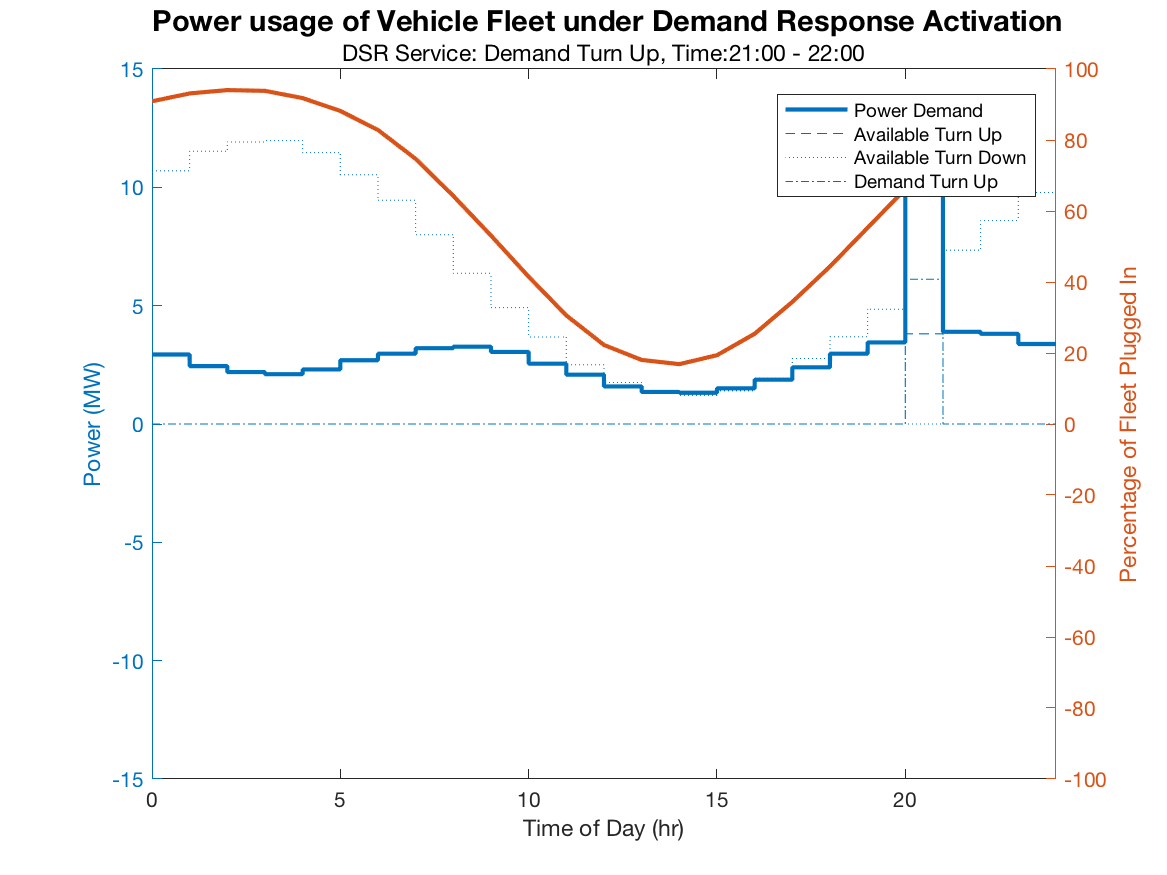 Power usage of Vehicle Fleet under Demand Response Activation
DSR Service: Demand Turn Up, Time:21:00 - 22:00
15
10
5
0
-5
-10
-15
Power (MW)
Power Demand
Available Turn Up
Available Turn Down
Demand Turn Up
100
80
60
40
20
0
-20
-40
-60
-80
-100
Percentage of Fleet Plugged In
0
5
10
15
20
Time of Day (hr)